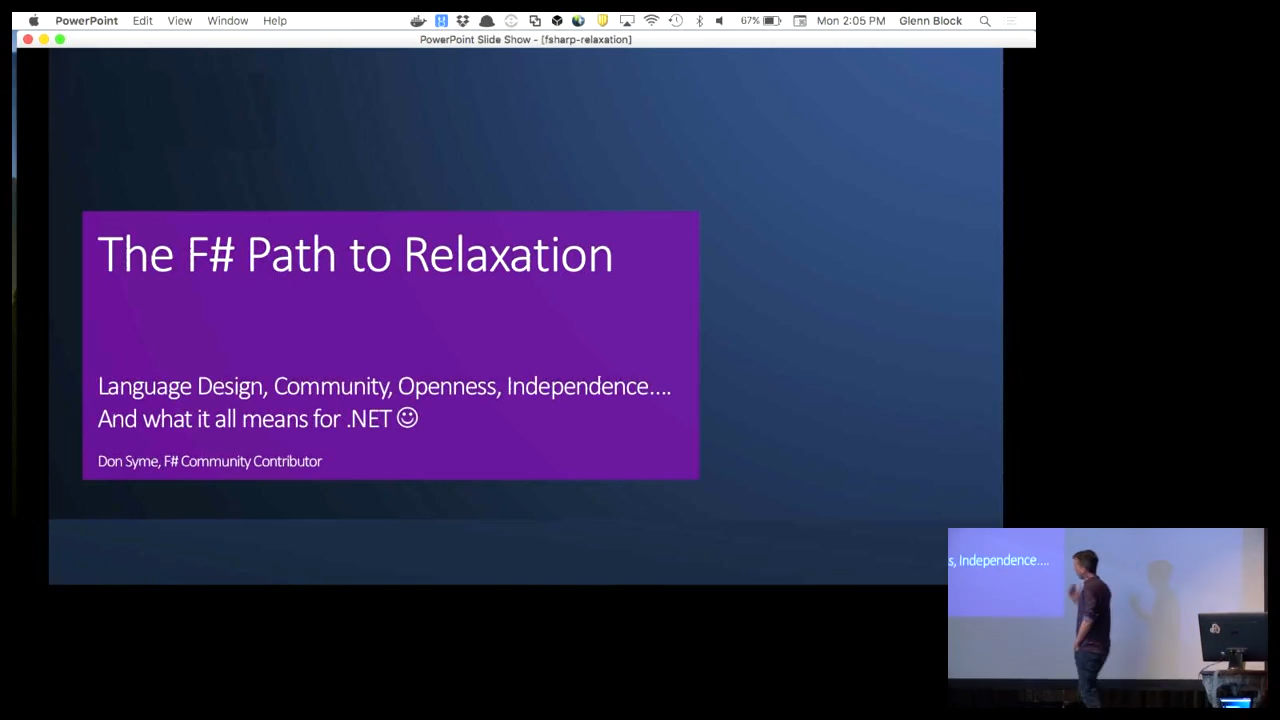 PowerPoint Edit View Window Help 67% Mon 2:05 PM Glenn Block
PowerPoint Slide Show - [fsharp-relaxation]
The F# Path to Relaxation
Language Design, Community, Openness, Independence....
And what it all means for .NET ☺
Don Syme, F# Community Contributor
s, Independence....